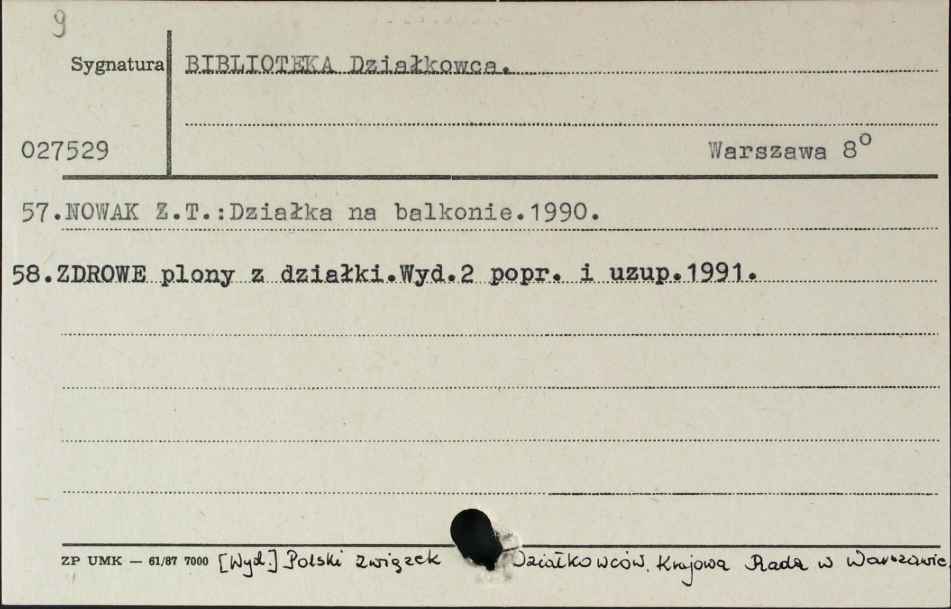 9
Sygnatura BIBLIOTEKA Działkowca.
027529 Warszawa 8°
57.NOWAK Z.T.:Działka na balkonie.1990.
58.ZDROWE plony z działki.Wyd.2 popr. i uzup.1991.
ZP UMK — 61/87 7000 [Wyd.] Polski Związek Działkowców. Krajowa Rada w Warszawie.